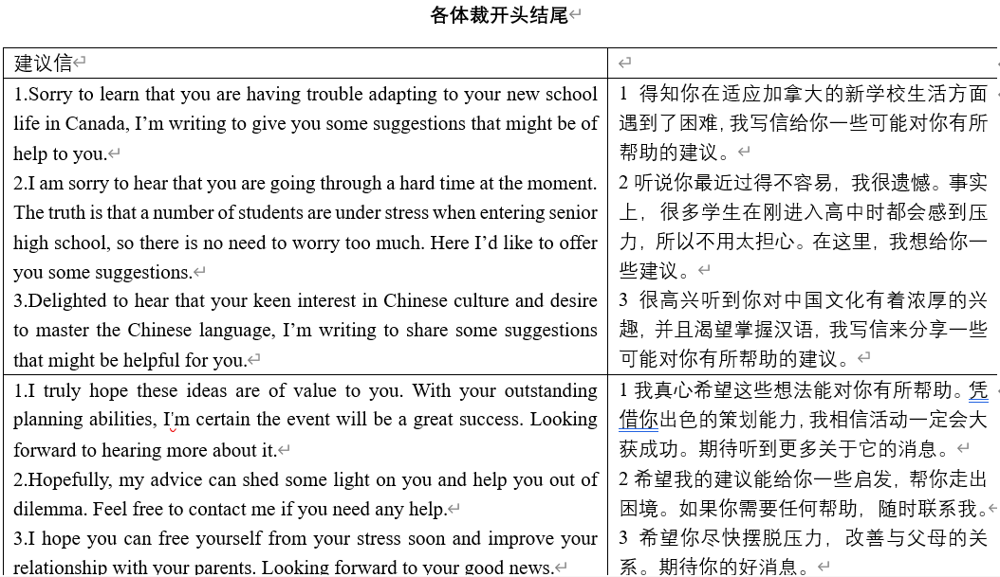 各体裁开头结尾
建议信
1.Sorry to learn that you are having trouble adapting to your new school
life in Canada, I’m writing to give you some suggestions that might be of
help to you.
2.I am sorry to hear that you are going through a hard time at the moment.
The truth is that a number of students are under stress when entering senior
high school, so there is no need to worry too much. Here I’d like to offer
you some suggestions.
3.Delighted to hear that your keen interest in Chinese culture and desire
to master the Chinese language, I’m writing to share some suggestions
that might be helpful for you.
1 得知你在适应加拿大的新学校生活方面
遇到了困难, 我写信给你一些可能对你有所
帮助的建议。
2 听说你最近过得不容易，我很遗憾。事实
上，很多学生在刚进入高中时都会感到压
力，所以不用太担心。在这里，我想给你一
些建议。
3 很高兴听到你对中国文化有着浓厚的兴
趣，并且渴望掌握汉语，我写信来分享一些
可能对你有所帮助的建议。
1.I truly hope these ideas are of value to you. With your outstanding
planning abilities, I'm certain the event will be a great success. Looking
forward to hearing more about it.
2.Hopefully, my advice can shed some light on you and help you out of
dilemma. Feel free to contact me if you need any help.
3.I hope you can free yourself from your stress soon and improve your
relationship with your parents. Looking forward to your good news.
1 我真心希望这些想法能对你有所帮助。凭
借你出色的策划能力, 我相信活动一定会大
获成功。期待听到更多关于它的消息。
2 希望我的建议能给你一些启发，帮你走出
困境。如果你需要任何帮助，随时联系我。
3 希望你尽快摆脱压力，改善与父母的关
系。期待你的好消息。